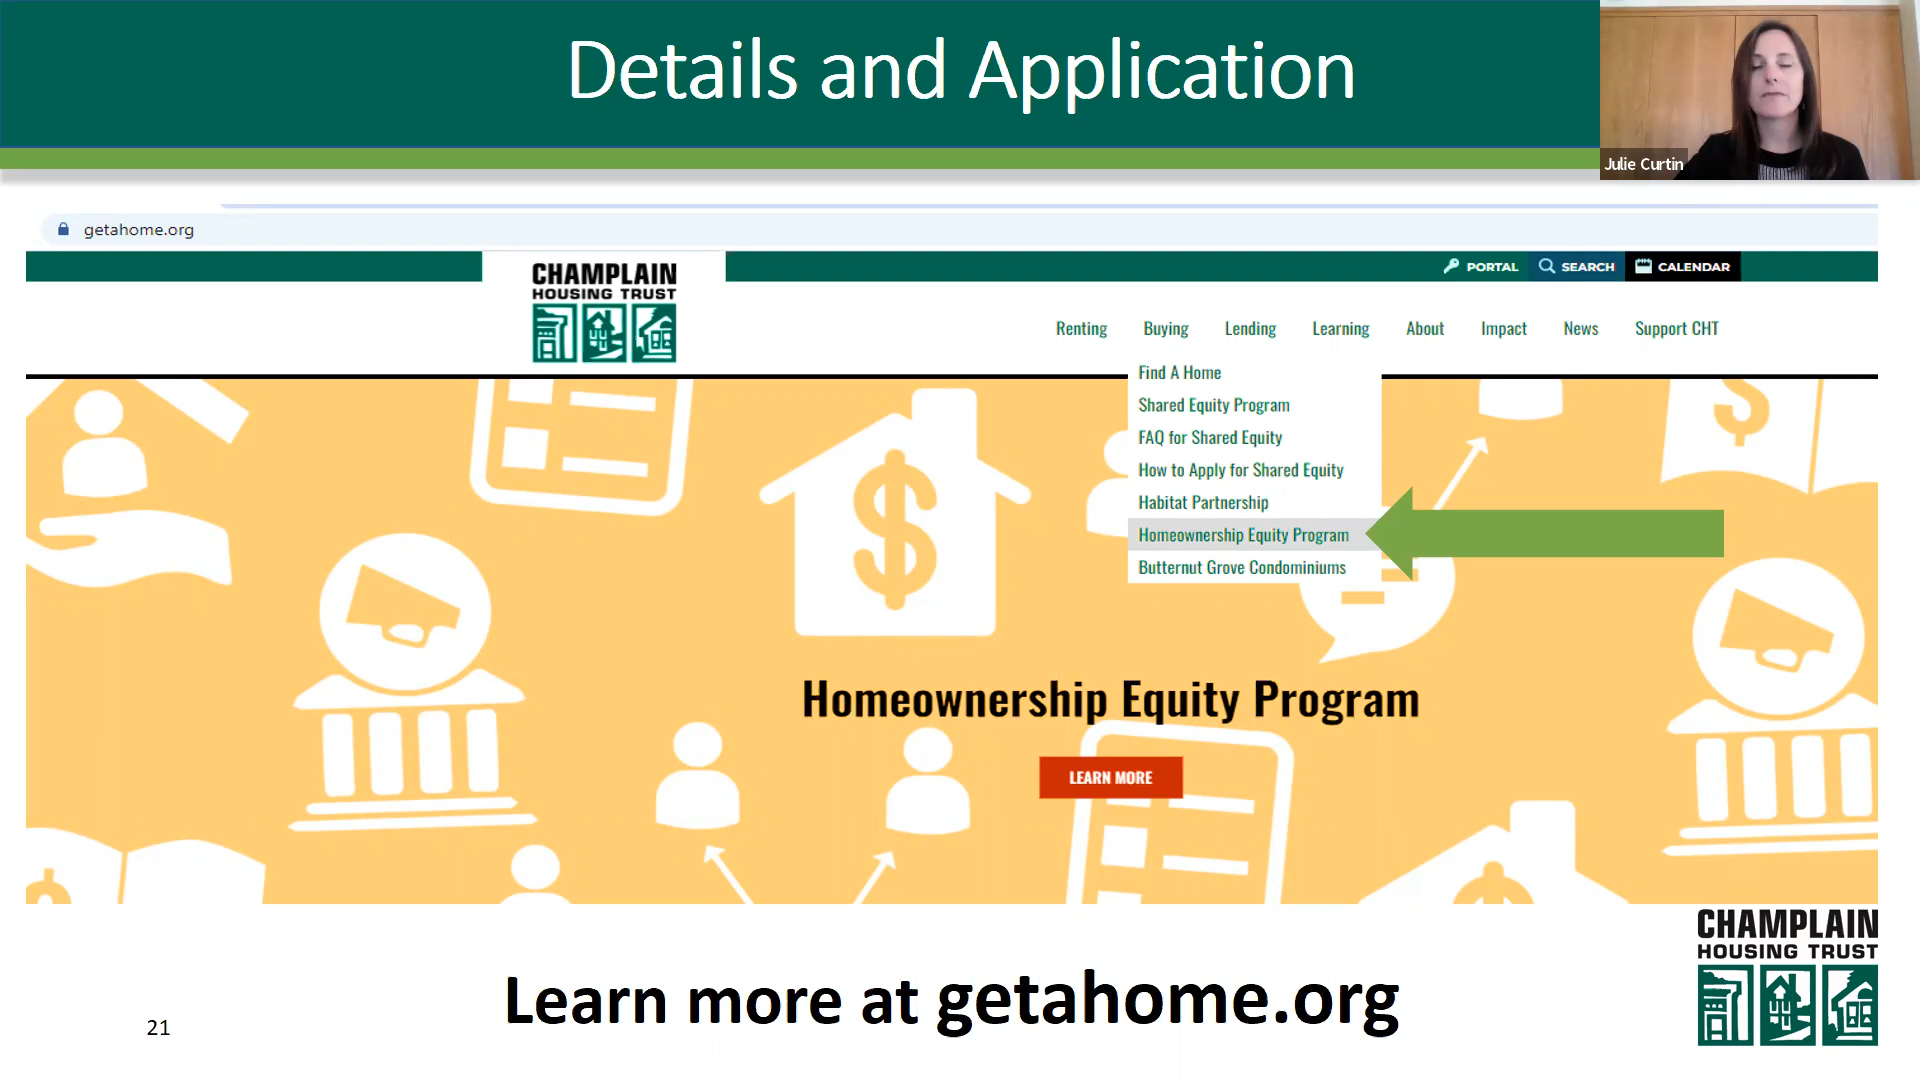 Details and Application
Julie Curtin
getahome.org
CHAMPLAIN
HOUSING TRUST
PORTAL
SEARCH
CALENDAR
Renting
Buying
Lending
Learning
About
Impact
News
Support CHT
Find A Home
Shared Equity Program
FAQ for Shared Equity
How to Apply for Shared Equity
Habitat Partnership
Homeownership Equity Program
Butternut Grove Condominiums
Homeownership Equity Program
LEARN MORE
CHAMPLAIN
HOUSING TRUST
Learn more at getahome.org
21